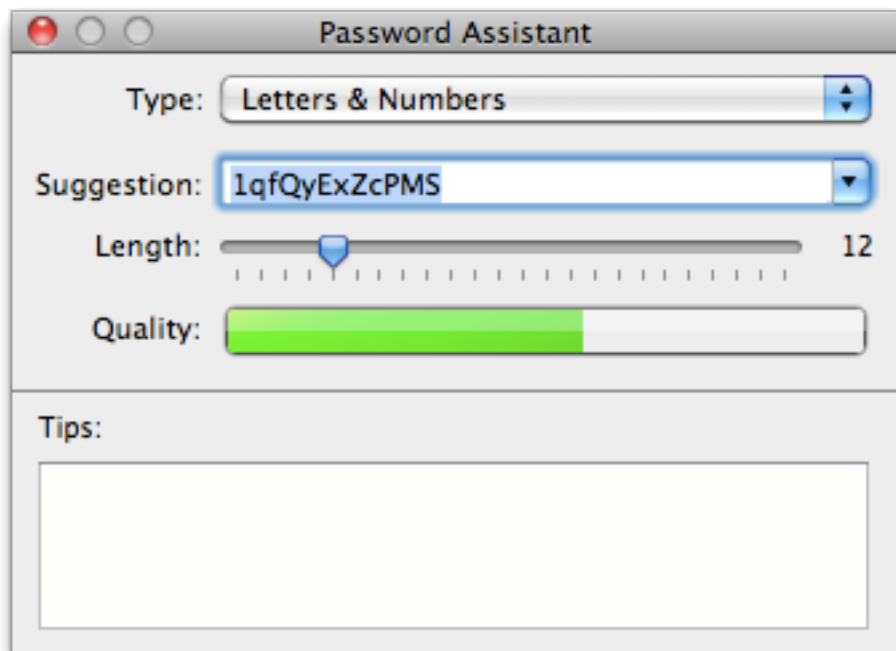 Password Assistant
Type: Letters & Numbers
Suggestion: 1qfQyExZcPMS
Length: 12
Quality:
Tips: